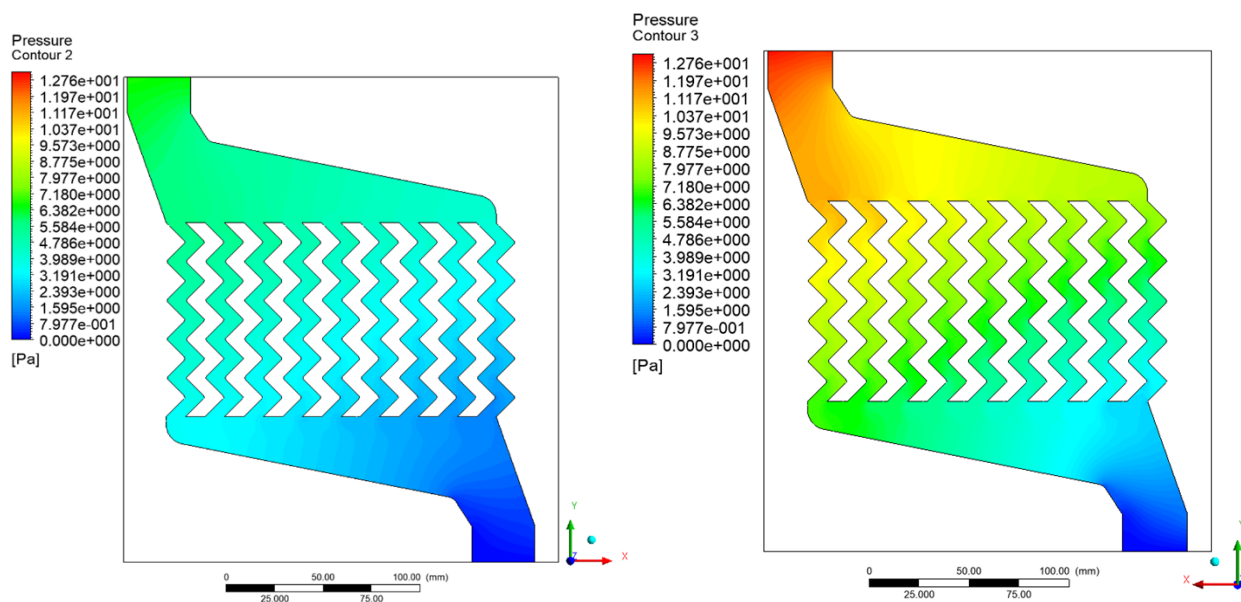 Pressure
Contour 2
1.276e+001
1.197e+001
1.117e+001
1.037e+001
9.573e+000
8.775e+000
7.977e+000
7.180e+000
6.382e+000
5.584e+000
4.786e+000
3.989e+000
3.191e+000
2.393e+000
1.595e+000
7.977e-001
0.000e+000
[Pa]
0 50.00 100.00 (mm)
25.000 75.00
Y
Z
X
Pressure
Contour 3
1.276e+001
1.197e+001
1.117e+001
1.037e+001
9.573e+000
8.775e+000
7.977e+000
7.180e+000
6.382e+000
5.584e+000
4.786e+000
3.989e+000
3.191e+000
2.393e+000
1.595e+000
7.977e-001
0.000e+000
[Pa]
0 50.00 100.00 (mm)
25.000 75.00
Y
X